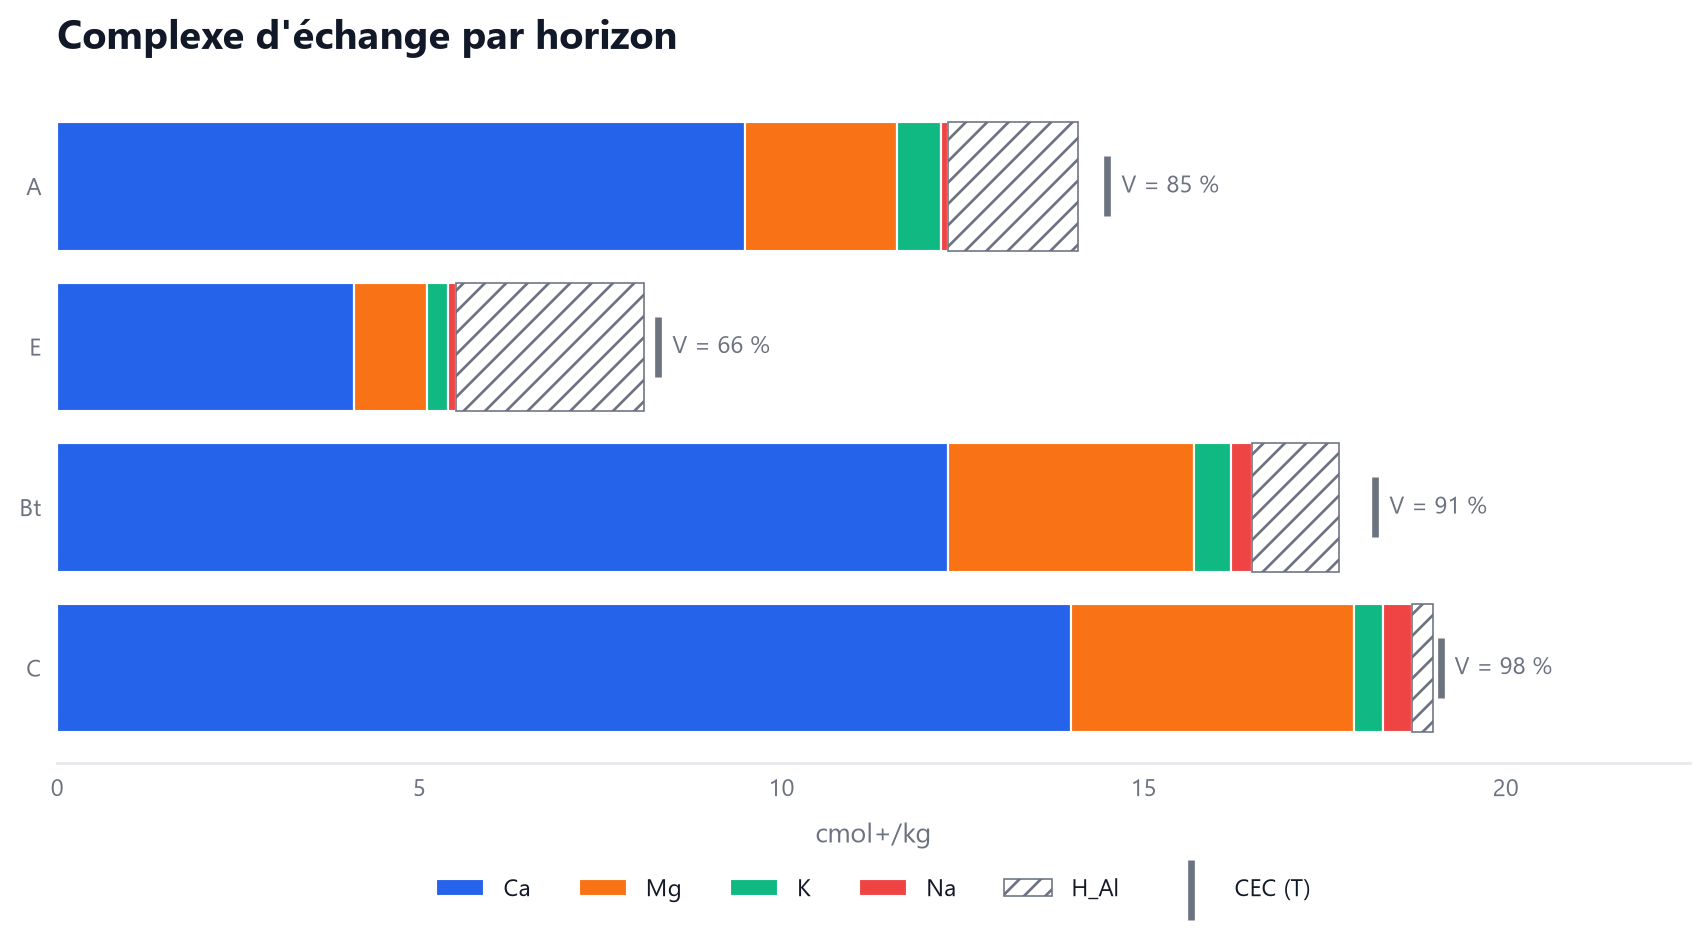 Complexe d'échange par horizon
A
V = 85 %
E
V = 66 %
Bt
V = 91 %
C
V = 98 %
0 5 10 15 20
cmol+/kg
Ca Mg K Na H_Al CEC (T)